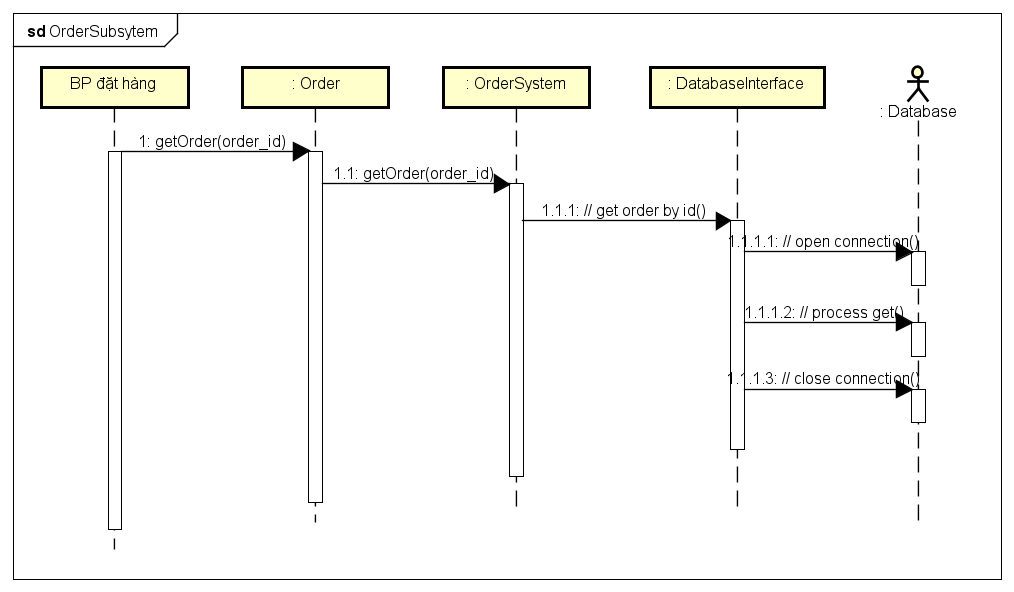 sd OrderSubsytem
BP đặt hàng
: Order
: OrderSystem
: DatabaseInterface
: Database
1: getOrder(order_id)
1.1: getOrder(order_id)
1.1.1: // get order by id()
1.1.1.1: // open connection()
1.1.1.2: // process get()
1.1.1.3: // close connection()